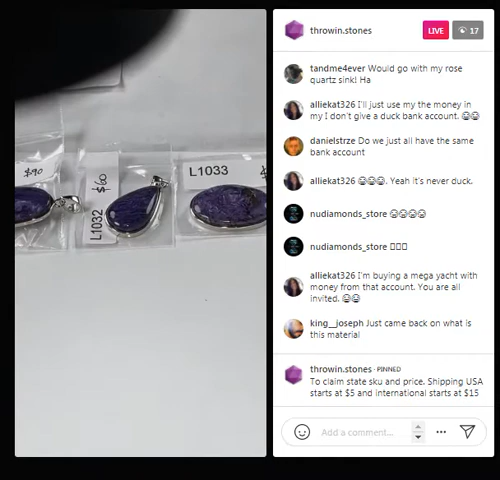 throwin.stones
LIVE
17
tandme4ever Would go with my rose
quartz sink! Ha
alliekat326 I'll just use my the money in
my I don't give a duck bank account. 😂😂
danielstrze Do we just all have the same
bank account
alliekat326 😂😂😂. Yeah it's never duck.
nudiamonds_store 😂😂😂😂
nudiamonds_store ▯▯▯
alliekat326 I'm buying a mega yacht with
money from that account. You are all
invited. 😂😂
king__joseph Just came back on what is
this material
throwin.stones · PINNED
To claim state sku and price. Shipping USA
starts at $5 and international starts at $15
Add a comment...
$90
L1032
$60
L1033